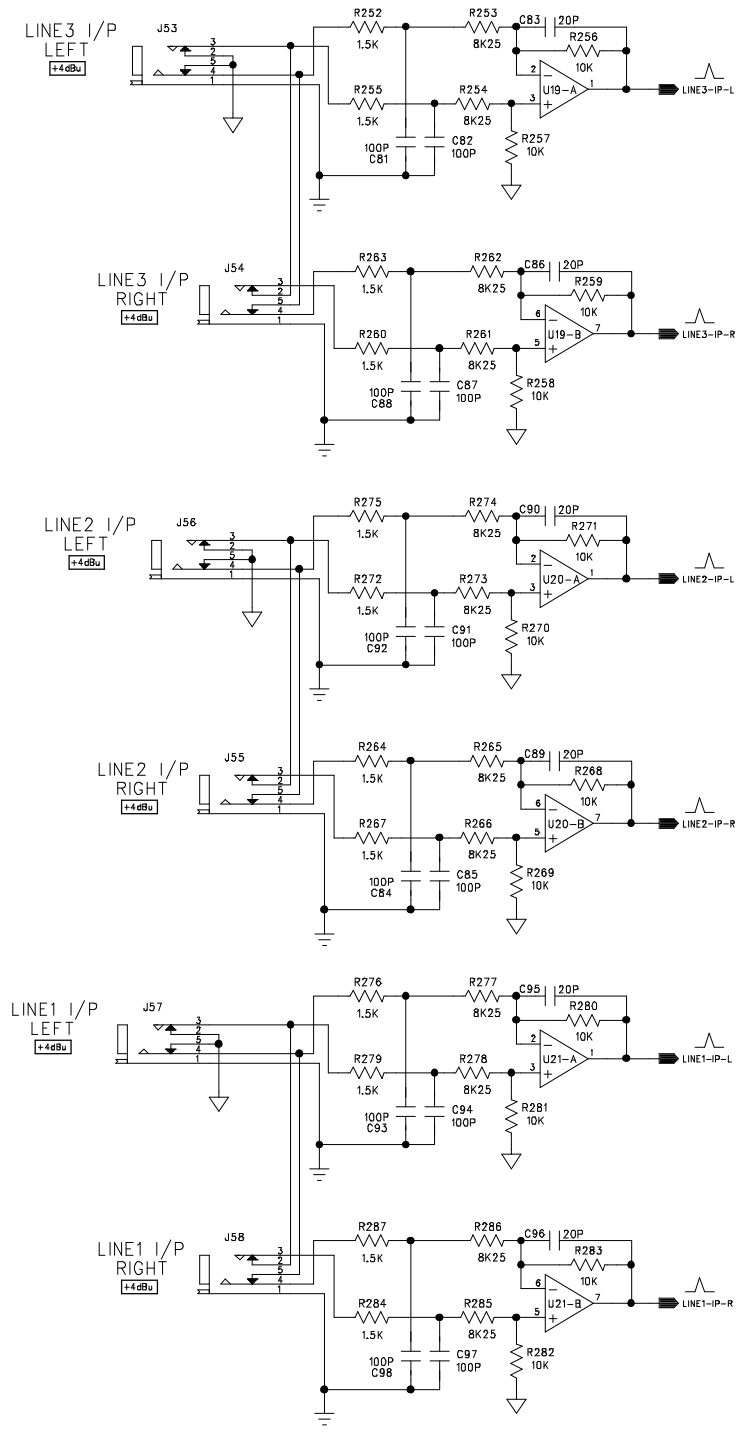 LINE3 I/P
LEFT
+4dBu
J53
3
2
5
4
1
R252
1.5K
R253
8K25
C83 20P
R256
10K
R255
1.5K
R254
8K25
2
3
U19-A
1
LINE3-IP-L
100P
C81
C82
100P
R257
10K
LINE3 I/P
RIGHT
+4dBu
J54
3
2
5
4
1
R263
1.5K
R262
8K25
C86 20P
R259
10K
R260
1.5K
R261
8K25
6
5
U19-B
7
LINE3-IP-R
100P
C88
C87
100P
R258
10K
LINE2 I/P
LEFT
+4dBu
J56
3
2
5
4
1
R275
1.5K
R274
8K25
C90 20P
R271
10K
R272
1.5K
R273
8K25
2
3
U20-A
1
LINE2-IP-L
100P
C92
C91
100P
R270
10K
LINE2 I/P
RIGHT
+4dBu
J55
3
2
5
4
1
R264
1.5K
R265
8K25
C89 20P
R268
10K
R267
1.5K
R266
8K25
6
5
U20-B
7
LINE2-IP-R
100P
C84
C85
100P
R269
10K
LINE1 I/P
LEFT
+4dBu
J57
3
2
5
4
1
R276
1.5K
R277
8K25
C95 20P
R280
10K
R279
1.5K
R278
8K25
2
3
U21-A
1
LINE1-IP-L
100P
C93
C94
100P
R281
10K
LINE1 I/P
RIGHT
+4dBu
J58
3
2
5
4
1
R287
1.5K
R286
8K25
C96 20P
R283
10K
R284
1.5K
R285
8K25
6
5
U21-B
7
LINE1-IP-R
100P
C98
C97
100P
R282
10K